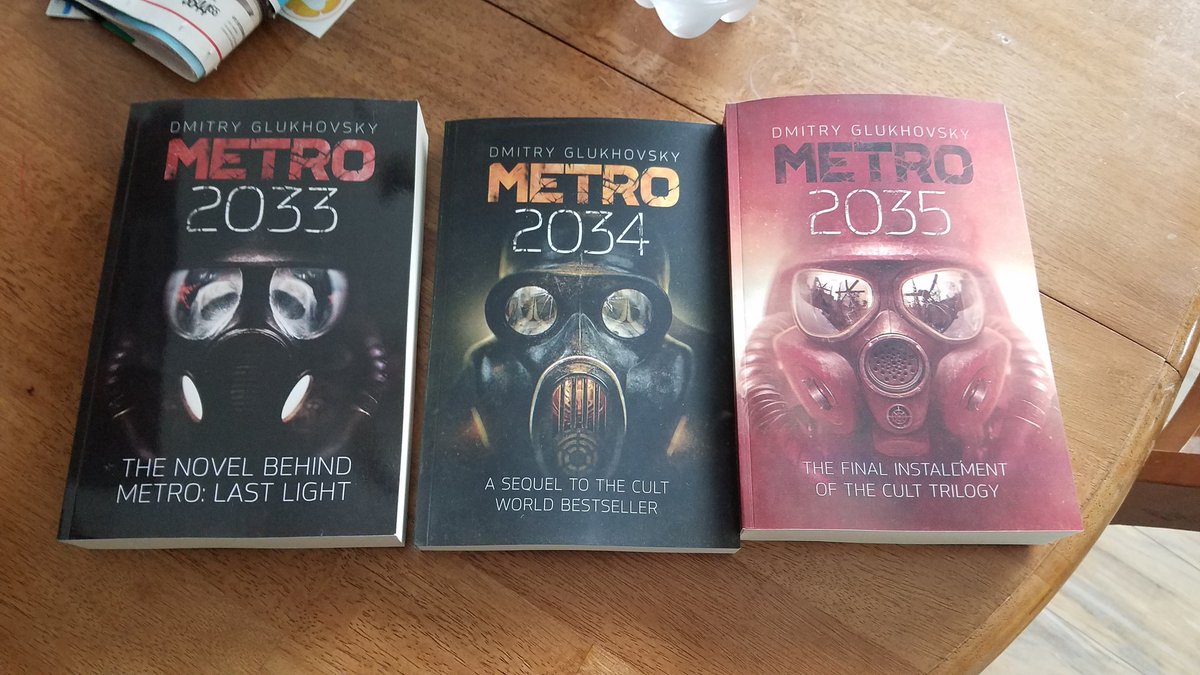 DMITRY GLUKHOVSKY
METRO
2033
THE NOVEL BEHIND
METRO: LAST LIGHT
DMITRY GLUKHOVSKY
METRO
2034
A SEQUEL TO THE CULT
WORLD BESTSELLER
DMITRY GLUKHOVSKY
METRO
2035
THE FINAL INSTALLMENT
OF THE CULT TRILOGY